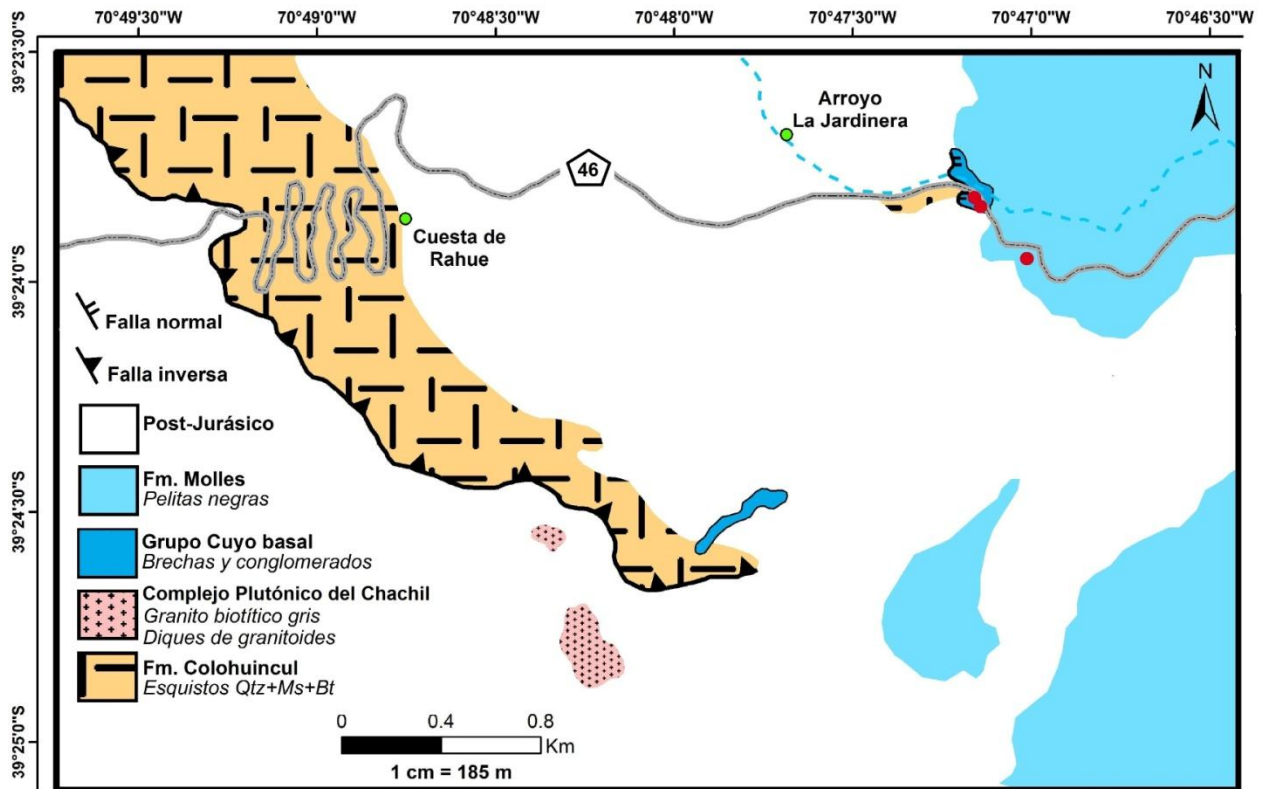 70°49'30"W 70°49'0"W 70°48'30"W 70°48'0"W 70°47'30"W 70°47'0"W 70°46'30"W
39°23'30"S
39°24'0"S
39°24'30"S
39°25'0"S
N
Arroyo
La Jardinera
46
Cuesta de
Rahue
Falla normal
Falla inversa
Post-Jurásico
Fm. Molles
Pelitas negras
Grupo Cuyo basal
Brechas y conglomerados
Complejo Plutónico del Chachil
Granito biotítico gris
Diques de granitoides
Fm. Colohuincul
Esquistos Qtz+Ms+Bt
0 0.4 0.8
Km
1 cm = 185 m